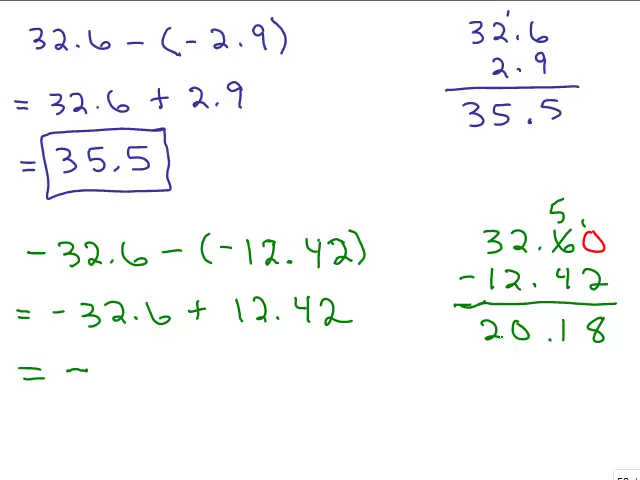 32.6 - (-2.9)
= 32.6 + 2.9
= 35.5
32.6
2.9
35.5
-32.6 - (-12.42)
= -32.6 + 12.42
= -
5
32.60
-12.42
20.18